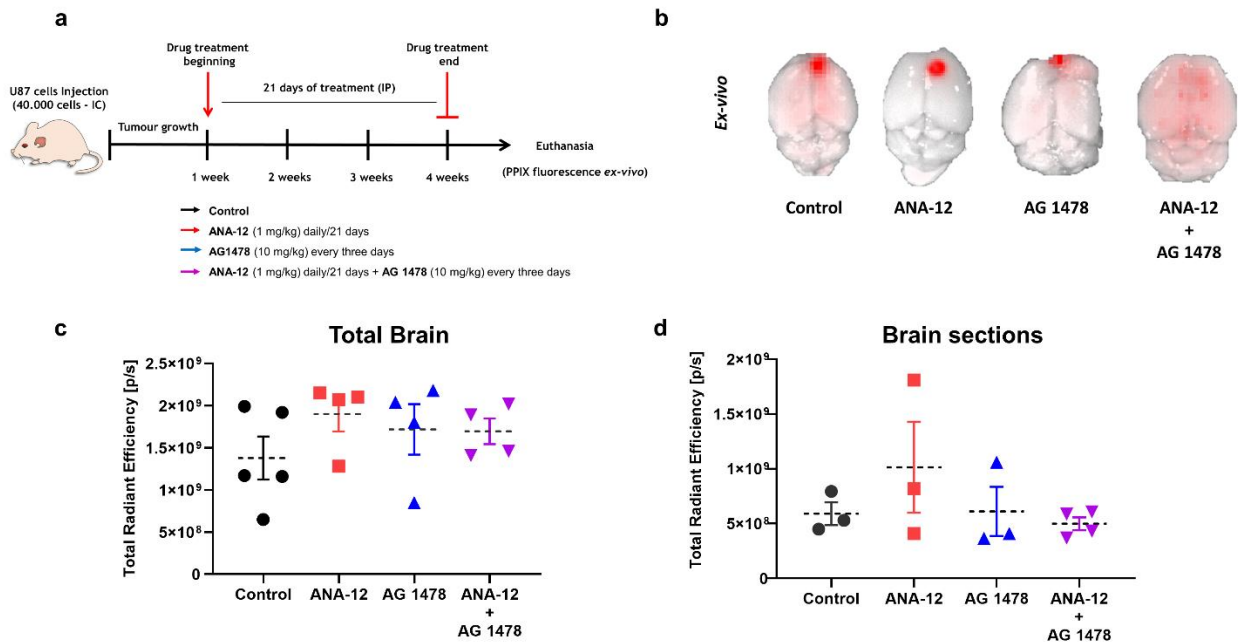 a
Drug treatment
beginning
Drug treatment
end
U87 cells Injection
(40.000 cells - IC)
21 days of treatment (IP)
Tumour growth
Euthanasia
(PPIX fluorescence ex-vivo)
1 week
2 weeks
3 weeks
4 weeks
Control
ANA-12 (1 mg/kg) daily/21 days
AG1478 (10 mg/kg) every three days
ANA-12 (1 mg/kg) daily/21 days + AG 1478 (10 mg/kg) every three days
b
Ex-vivo
Control
ANA-12
AG 1478
ANA-12
+
AG 1478
c
Total Brain
Total Radiant Efficiency [p/s]
2.5×10⁹
2×10⁹
1.5×10⁹
1×10⁹
5×10⁸
0
Control
ANA-12
AG 1478
ANA-12
+
AG 1478
d
Brain sections
Total Radiant Efficiency [p/s]
2×10⁹
1.5×10⁹
1×10⁹
5×10⁸
0
Control
ANA-12
AG 1478
ANA-12
+
AG 1478